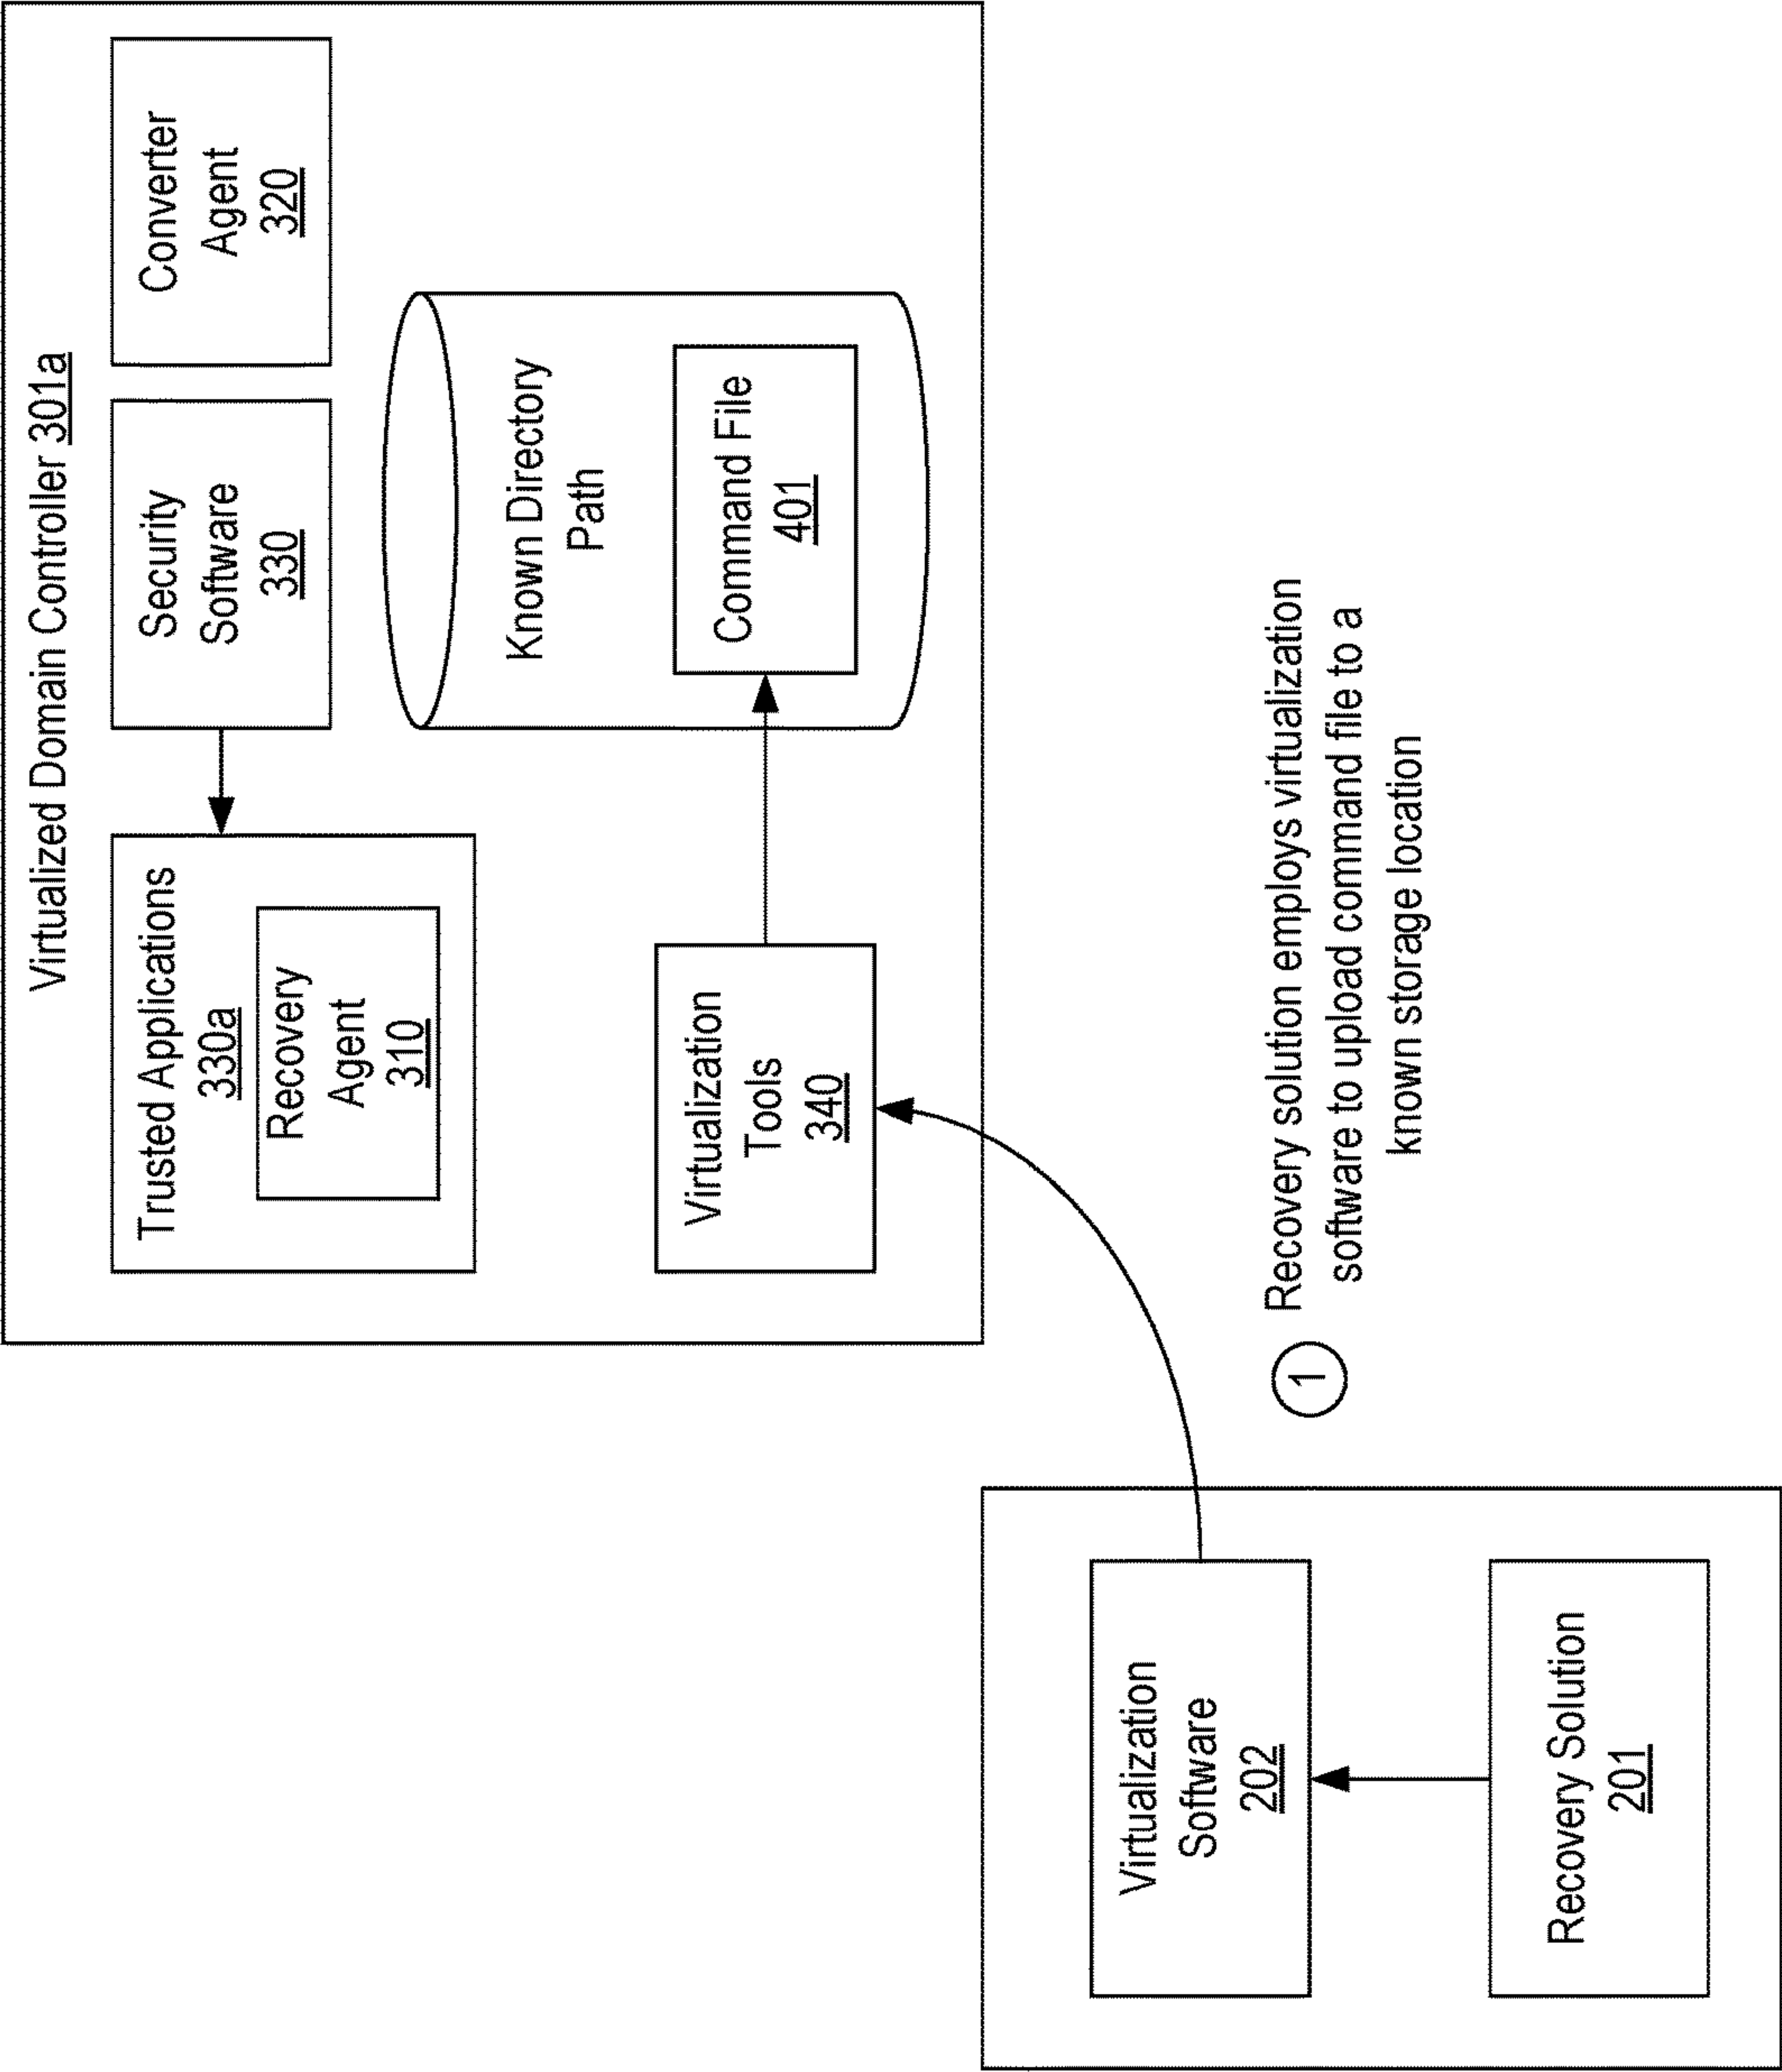 Virtualized Domain Controller 301a
Trusted Applications
330a
Recovery
Agent
310
Security
Software
330
Converter
Agent
320
Virtualization
Tools
340
Known Directory
Path
Command File
401
Virtualization
Software
202
Recovery Solution
201
1
Recovery solution employs virtualization
software to upload command file to a
known storage location